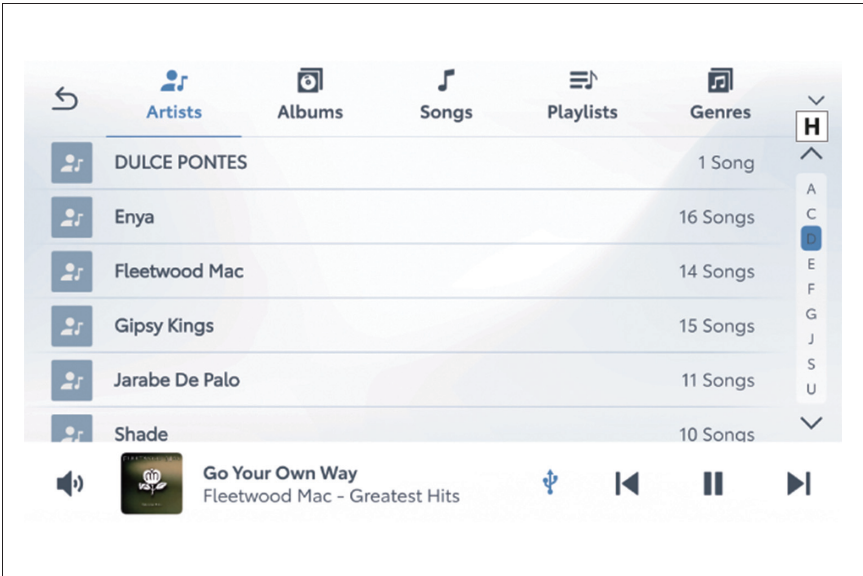 Artists
Albums
Songs
Playlists
Genres
H
DULCE PONTES
1 Song
Enya
16 Songs
Fleetwood Mac
14 Songs
Gipsy Kings
15 Songs
Jarabe De Palo
11 Songs
Shade
10 Songs
A
C
D
E
F
G
J
S
U
Go Your Own Way
Fleetwood Mac - Greatest Hits